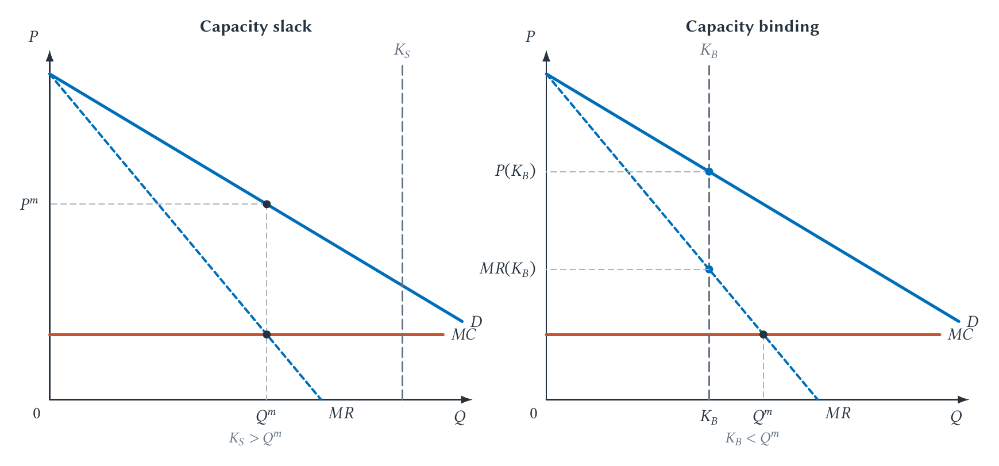 Capacity slack
P
K_S
P^m
D
MC
0
Q^m
MR
Q
K_S > Q^m
Capacity binding
P
K_B
P(K_B)
MR(K_B)
D
MC
0
K_B
Q^m
MR
Q
K_B < Q^m